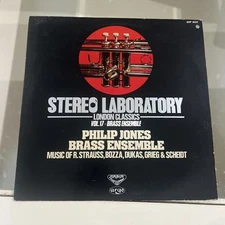 STEREO LABORATORY
LONDON CLASSICS
VOL. 17 - BRASS ENSEMBLE
PHILIP JONES
BRASS ENSEMBLE
MUSIC OF R. STRAUSS, BOZZA, DUKAS, GRIEG & SCHEIDT